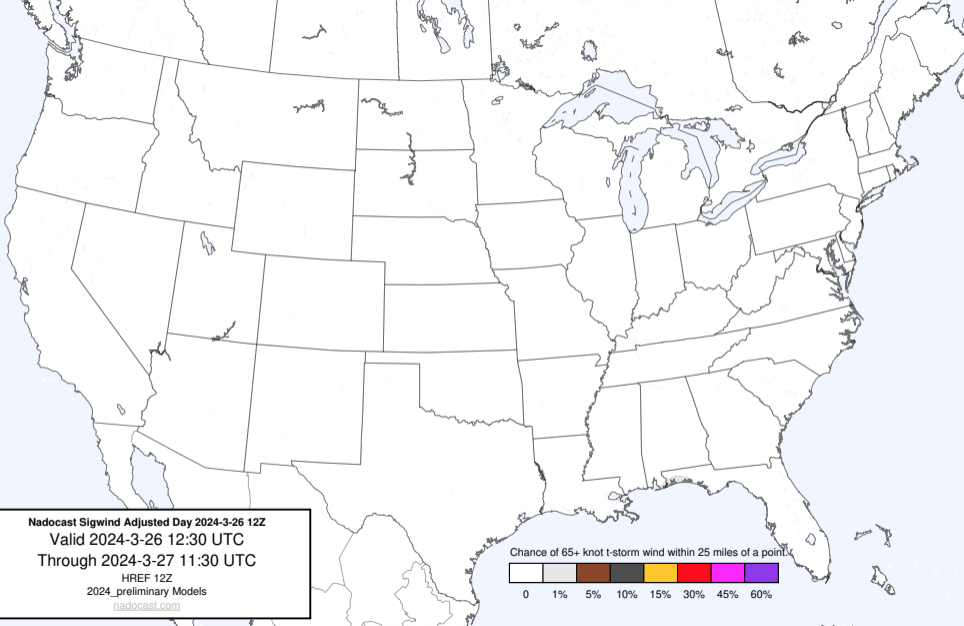 Nadocast Sigwind Adjusted Day 2024-3-26 12Z
Valid 2024-3-26 12:30 UTC
Through 2024-3-27 11:30 UTC
HREF 12Z
2024_preliminary Models
nadocast.com
Chance of 65+ knot t-storm wind within 25 miles of a point.
0 1% 5% 10% 15% 30% 45% 60%